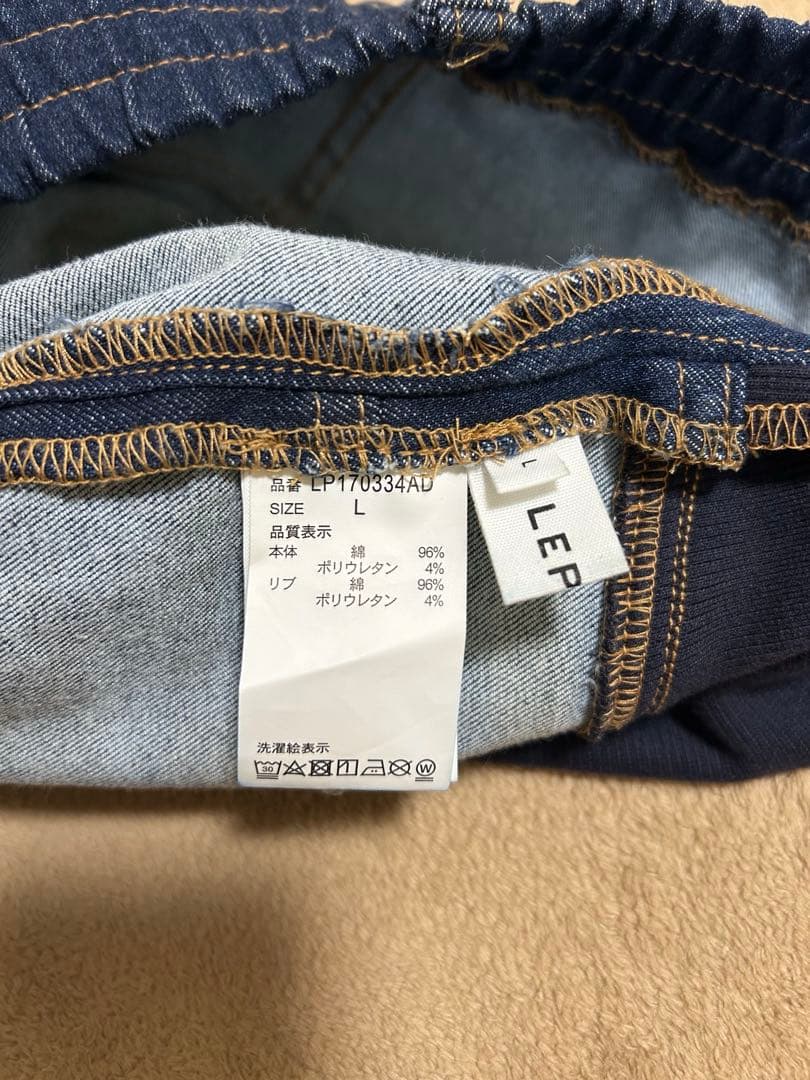 品番 LP170334AD
SIZE L
品質表示
本体 綿 96%
ポリウレタン 4%
リブ 綿 96%
ポリウレタン 4%
洗濯絵表示
30 W
L
LEP